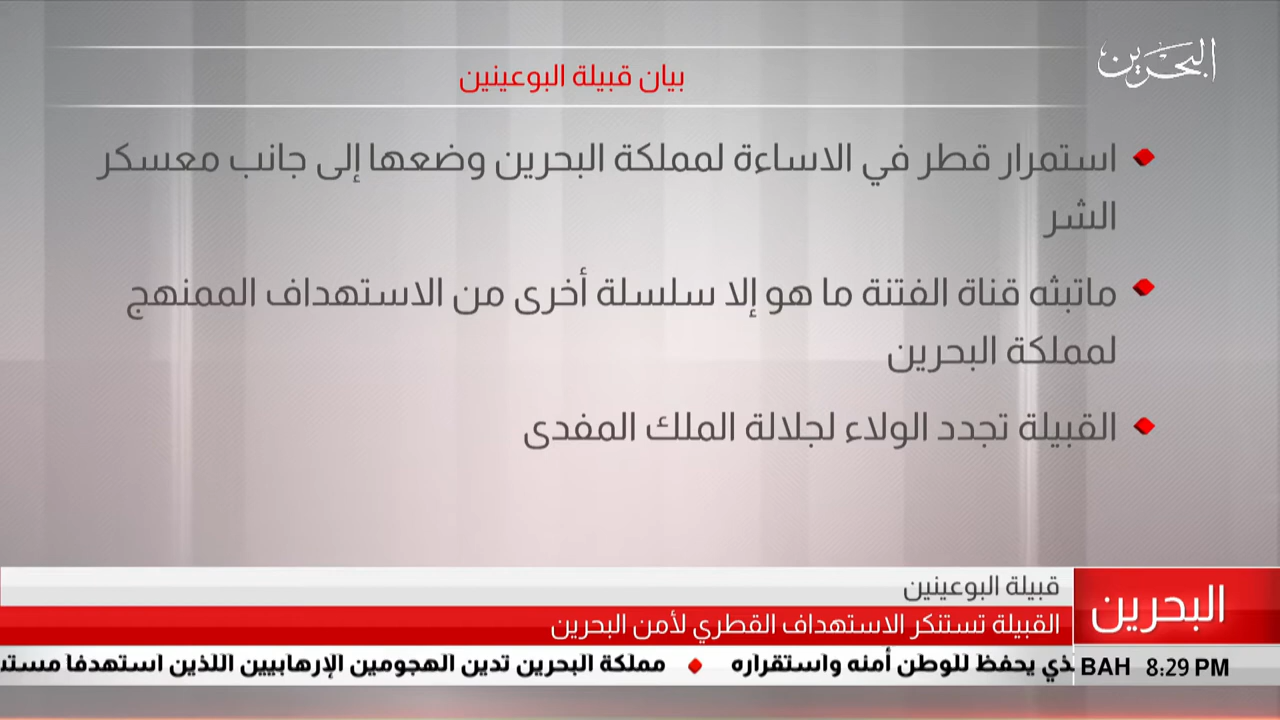 البحرين
بيان قبيلة البوعينين
استمرار قطر في الاساءة لمملكة البحرين وضعها إلى جانب معسكر
الشر
ماتبثه قناة الفتنة ما هو إلا سلسلة أخرى من الاستهداف الممنهج
لمملكة البحرين
القبيلة تجدد الولاء لجلالة الملك المفدى
قبيلة البوعينين
البحرين
القبيلة تستنكر الاستهداف القطري لأمن البحرين
BAH 8:29 PM
يحفظ للوطن أمنه واستقراره ♦ مملكة البحرين تدين الهجومين الإرهابيين اللذين استهدفا